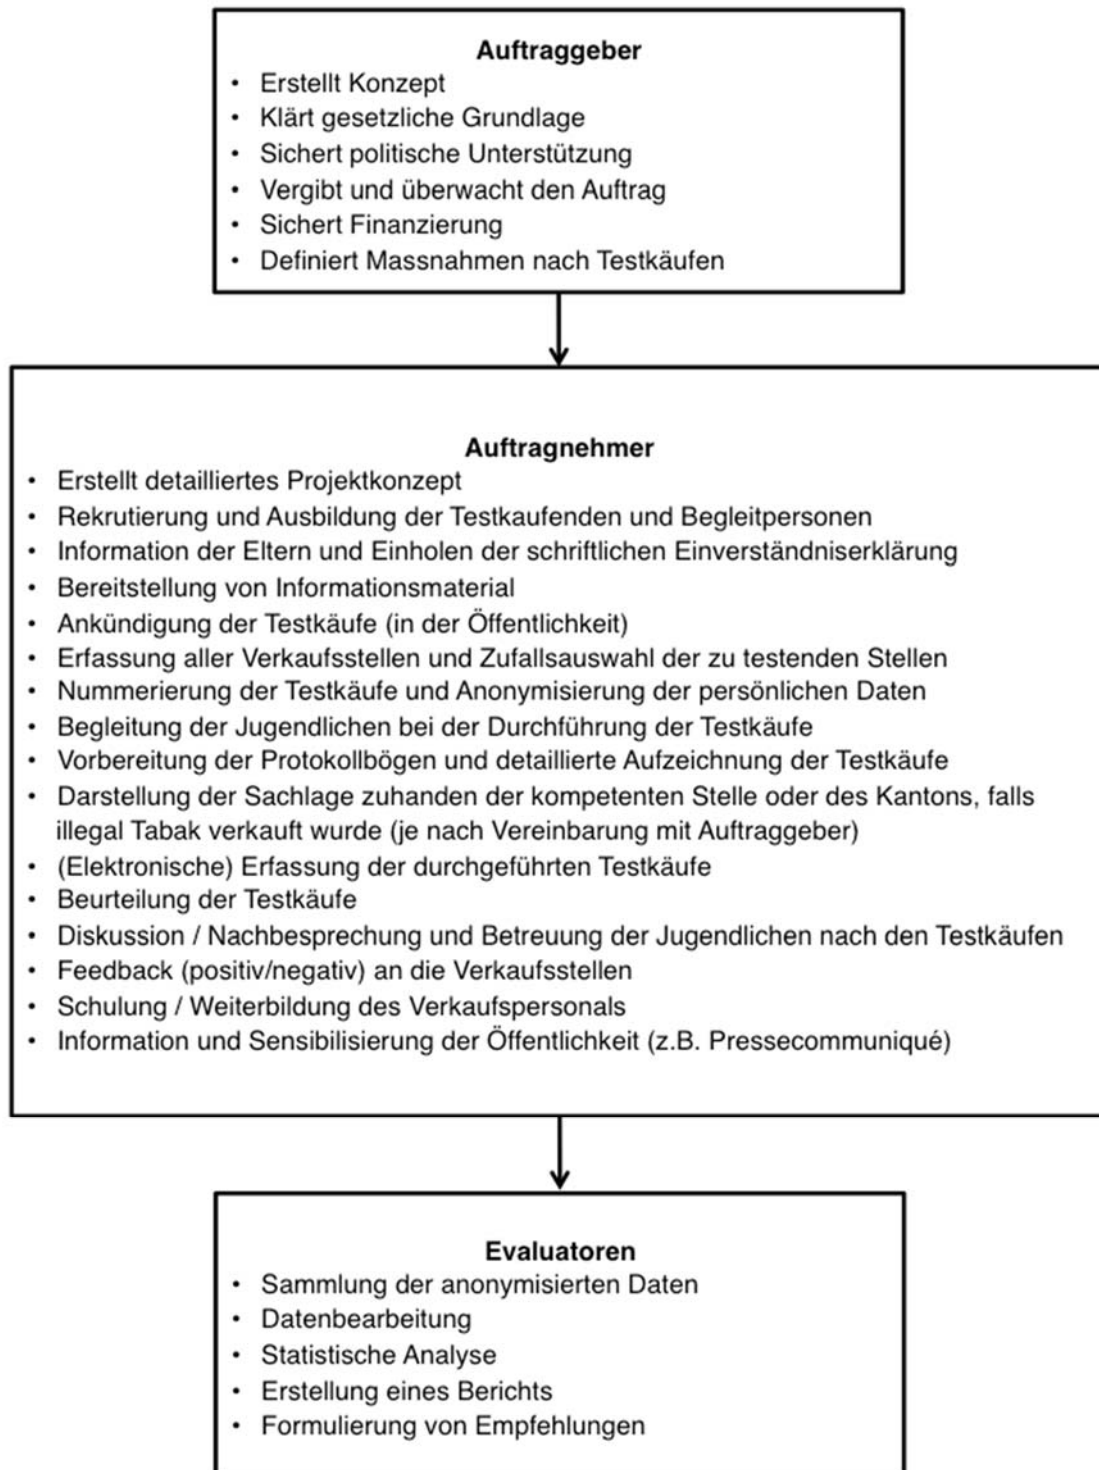 Auftraggeber
• Erstellt Konzept
• Klärt gesetzliche Grundlage
• Sichert politische Unterstützung
• Vergibt und überwacht den Auftrag
• Sichert Finanzierung
• Definiert Massnahmen nach Testkäufen
Auftragnehmer
• Erstellt detailliertes Projektkonzept
• Rekrutierung und Ausbildung der Testkaufenden und Begleitpersonen
• Information der Eltern und Einholen der schriftlichen Einverständniserklärung
• Bereitstellung von Informationsmaterial
• Ankündigung der Testkäufe (in der Öffentlichkeit)
• Erfassung aller Verkaufsstellen und Zufallsauswahl der zu testenden Stellen
• Nummerierung der Testkäufe und Anonymisierung der persönlichen Daten
• Begleitung der Jugendlichen bei der Durchführung der Testkäufe
• Vorbereitung der Protokollbögen und detaillierte Aufzeichnung der Testkäufe
• Darstellung der Sachlage zuhanden der kompetenten Stelle oder des Kantons, falls
illegal Tabak verkauft wurde (je nach Vereinbarung mit Auftraggeber)
• (Elektronische) Erfassung der durchgeführten Testkäufe
• Beurteilung der Testkäufe
• Diskussion / Nachbesprechung und Betreuung der Jugendlichen nach den Testkäufen
• Feedback (positiv/negativ) an die Verkaufsstellen
• Schulung / Weiterbildung des Verkaufspersonals
• Information und Sensibilisierung der Öffentlichkeit (z.B. Pressecommuniqué)
Evaluatoren
• Sammlung der anonymisierten Daten
• Datenbearbeitung
• Statistische Analyse
• Erstellung eines Berichts
• Formulierung von Empfehlungen